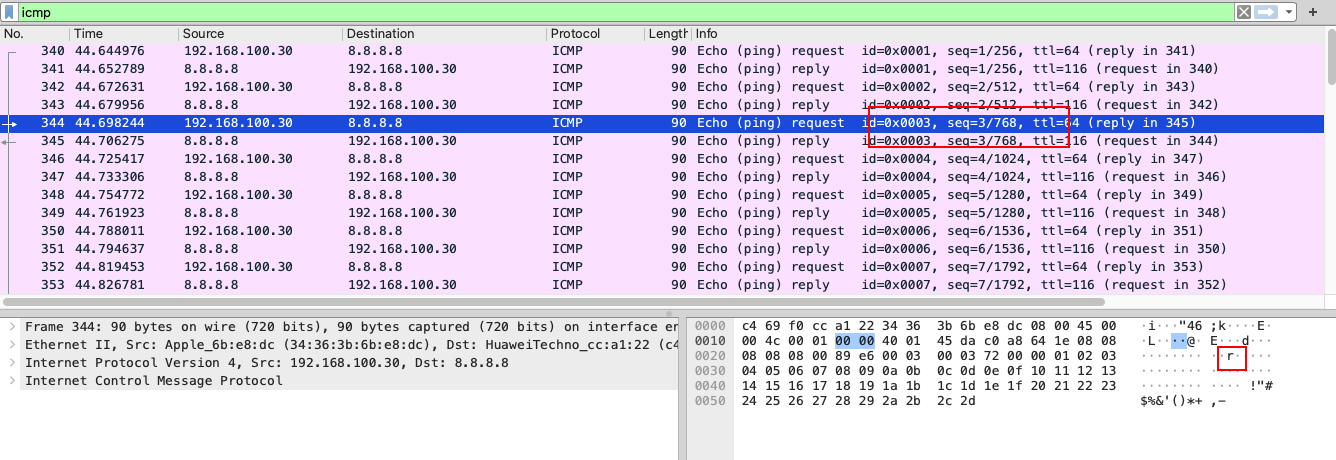 icmp
No. Time Source Destination Protocol Length Info
340 44.644976 192.168.100.30 8.8.8.8 ICMP 90 Echo (ping) request id=0x0001, seq=1/256, ttl=64 (reply in 341)
341 44.652789 8.8.8.8 192.168.100.30 ICMP 90 Echo (ping) reply id=0x0001, seq=1/256, ttl=116 (request in 340)
342 44.672631 192.168.100.30 8.8.8.8 ICMP 90 Echo (ping) request id=0x0002, seq=2/512, ttl=64 (reply in 343)
343 44.679956 8.8.8.8 192.168.100.30 ICMP 90 Echo (ping) reply id=0x0002, seq=2/512, ttl=116 (request in 342)
344 44.698244 192.168.100.30 8.8.8.8 ICMP 90 Echo (ping) request id=0x0003, seq=3/768, ttl=64 (reply in 345)
345 44.706275 8.8.8.8 192.168.100.30 ICMP 90 Echo (ping) reply id=0x0003, seq=3/768, ttl=116 (request in 344)
346 44.725417 192.168.100.30 8.8.8.8 ICMP 90 Echo (ping) request id=0x0004, seq=4/1024, ttl=64 (reply in 347)
347 44.733306 8.8.8.8 192.168.100.30 ICMP 90 Echo (ping) reply id=0x0004, seq=4/1024, ttl=116 (request in 346)
348 44.754772 192.168.100.30 8.8.8.8 ICMP 90 Echo (ping) request id=0x0005, seq=5/1280, ttl=64 (reply in 349)
349 44.761923 8.8.8.8 192.168.100.30 ICMP 90 Echo (ping) reply id=0x0005, seq=5/1280, ttl=116 (request in 348)
350 44.788011 192.168.100.30 8.8.8.8 ICMP 90 Echo (ping) request id=0x0006, seq=6/1536, ttl=64 (reply in 351)
351 44.794637 8.8.8.8 192.168.100.30 ICMP 90 Echo (ping) reply id=0x0006, seq=6/1536, ttl=116 (request in 350)
352 44.819453 192.168.100.30 8.8.8.8 ICMP 90 Echo (ping) request id=0x0007, seq=7/1792, ttl=64 (reply in 353)
353 44.826781 8.8.8.8 192.168.100.30 ICMP 90 Echo (ping) reply id=0x0007, seq=7/1792, ttl=116 (request in 352)
Frame 344: 90 bytes on wire (720 bits), 90 bytes captured (720 bits) on interface en
Ethernet II, Src: Apple_6b:e8:dc (34:36:3b:6b:e8:dc), Dst: HuaweiTechno_cc:a1:22 (c4
Internet Protocol Version 4, Src: 192.168.100.30, Dst: 8.8.8.8
Internet Control Message Protocol
0000 c4 69 f0 cc a1 22 34 36 3b 6b e8 dc 08 00 45 00 ·i···"46 ;k····E·
0010 00 4c 00 01 00 00 40 01 45 da c0 a8 64 1e 08 08 ·L····@· E···d···
0020 08 08 08 00 89 e6 00 03 00 03 72 00 00 01 02 03 ········ ··r·····
0030 04 05 06 07 08 09 0a 0b 0c 0d 0e 0f 10 11 12 13 ········ ········
0040 14 15 16 17 18 19 1a 1b 1c 1d 1e 1f 20 21 22 23 ········ ···· !"#
0050 24 25 26 27 28 29 2a 2b 2c 2d $%&'()*+ ,-